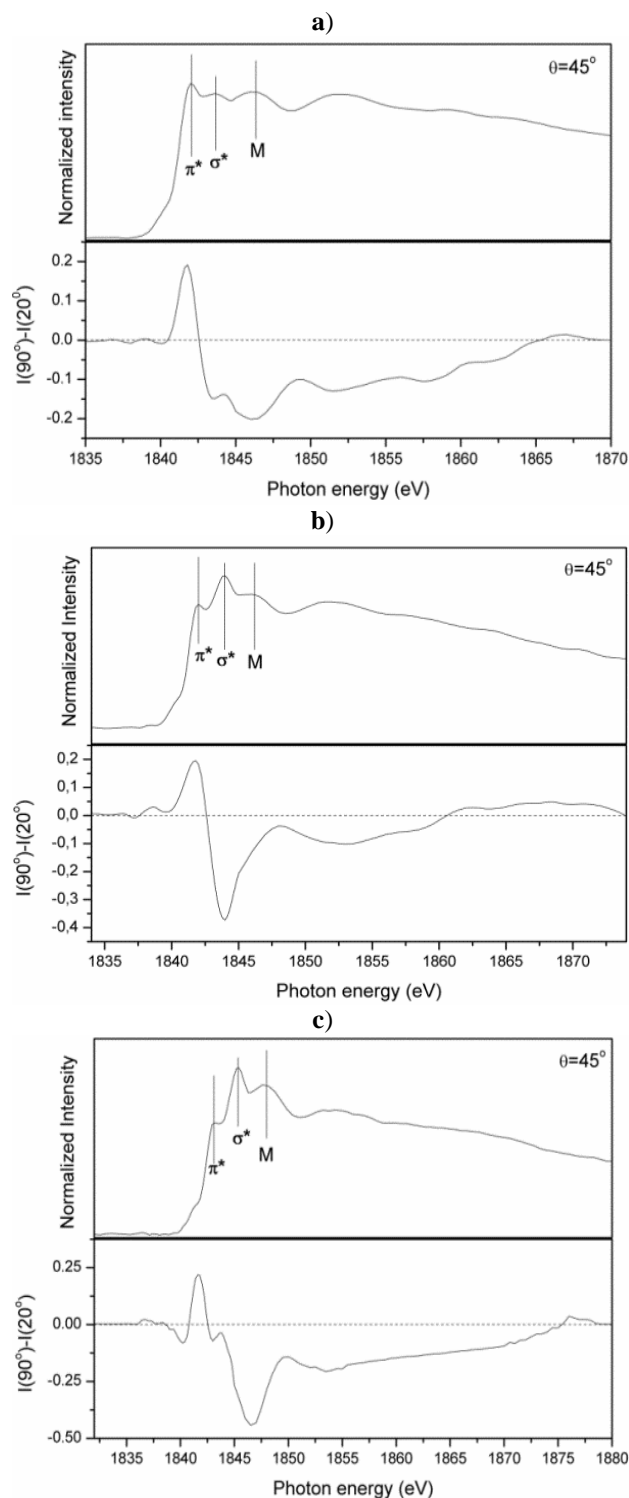 a)
Normalized intensity
θ=45°
π*
σ*
M
I(90°)-I(20°)
0.2
0.1
0.0
-0.1
-0.2
1835 1840 1845 1850 1855 1860 1865 1870
Photon energy (eV)
b)
Normalized Intensity
θ=45°
π*
σ*
M
I(90°)-I(20°)
0,2
0,1
0,0
-0,1
-0,2
-0,3
-0,4
1835 1840 1845 1850 1855 1860 1865 1870
Photon energy (eV)
c)
Normalized Intensity
θ=45°
π*
σ*
M
I(90°)-I(20°)
0.25
0.00
-0.25
-0.50
1835 1840 1845 1850 1855 1860 1865 1870 1875 1880
Photon energy (eV)